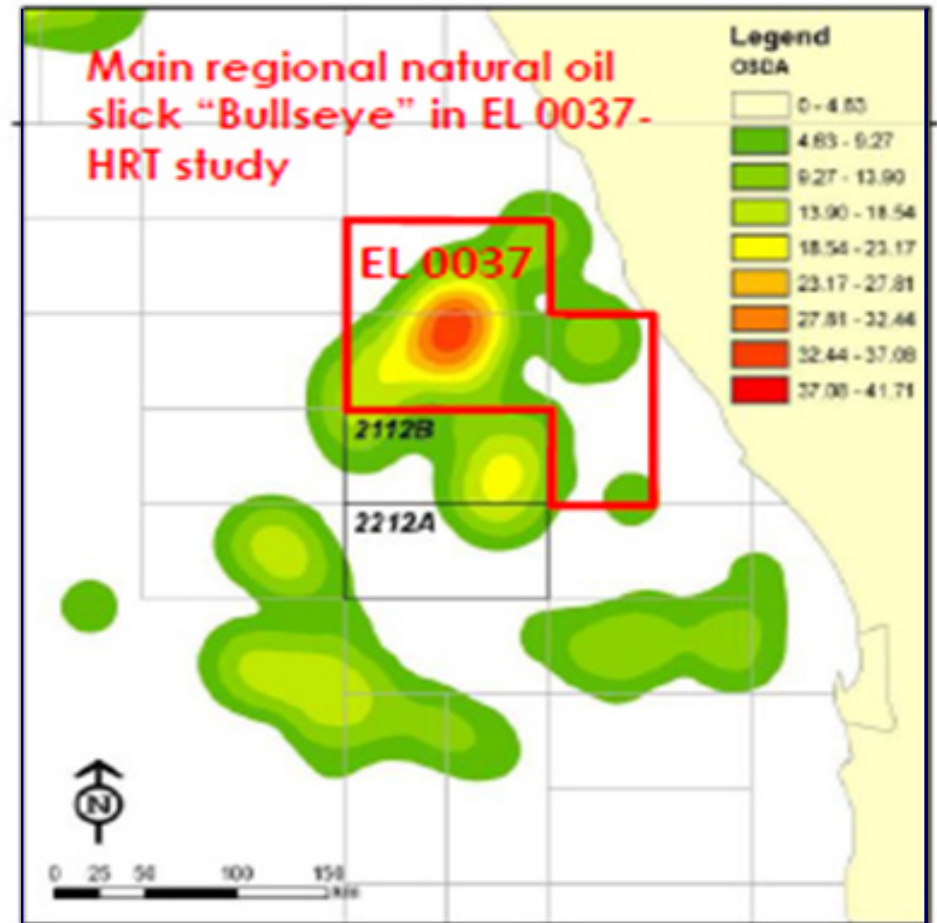 Main regional natural oil
slick “Bullseye” in EL 0037-
HRT study
Legend
OSCA
0 - 4.63
4.63 - 9.27
9.27 - 13.90
13.90 - 18.54
18.54 - 23.17
23.17 - 27.81
27.81 - 32.44
32.44 - 37.08
37.08 - 41.71
EL 0037
2112B
2212A
N
0 25 50 100 150